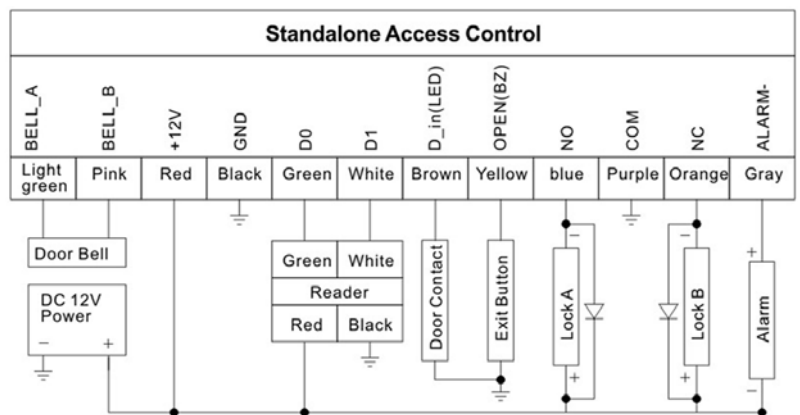 Standalone Access Control
BELL_A
BELL_B
+12V
GND
D0
D1
D_in(LED)
OPEN(BZ)
NO
COM
NC
ALARM-
Light green
Pink
Red
Black
Green
White
Brown
Yellow
blue
Purple
Orange
Gray
Door Bell
DC 12V
Power
− +
Green White
Reader
Red Black
Door Contact
Exit Button
− Lock A +
− Lock B +
+ Alarm −